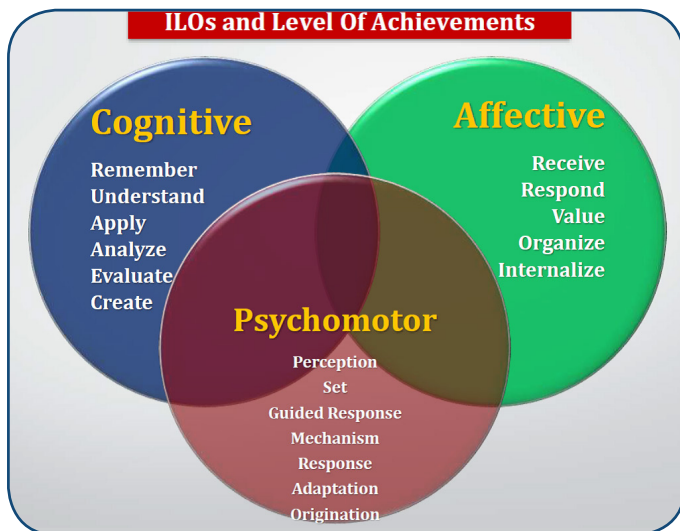 ILOs and Level Of Achievements
Cognitive
Remember
Understand
Apply
Analyze
Evaluate
Create
Affective
Receive
Respond
Value
Organize
Internalize
Psychomotor
Perception
Set
Guided Response
Mechanism
Response
Adaptation
Origination